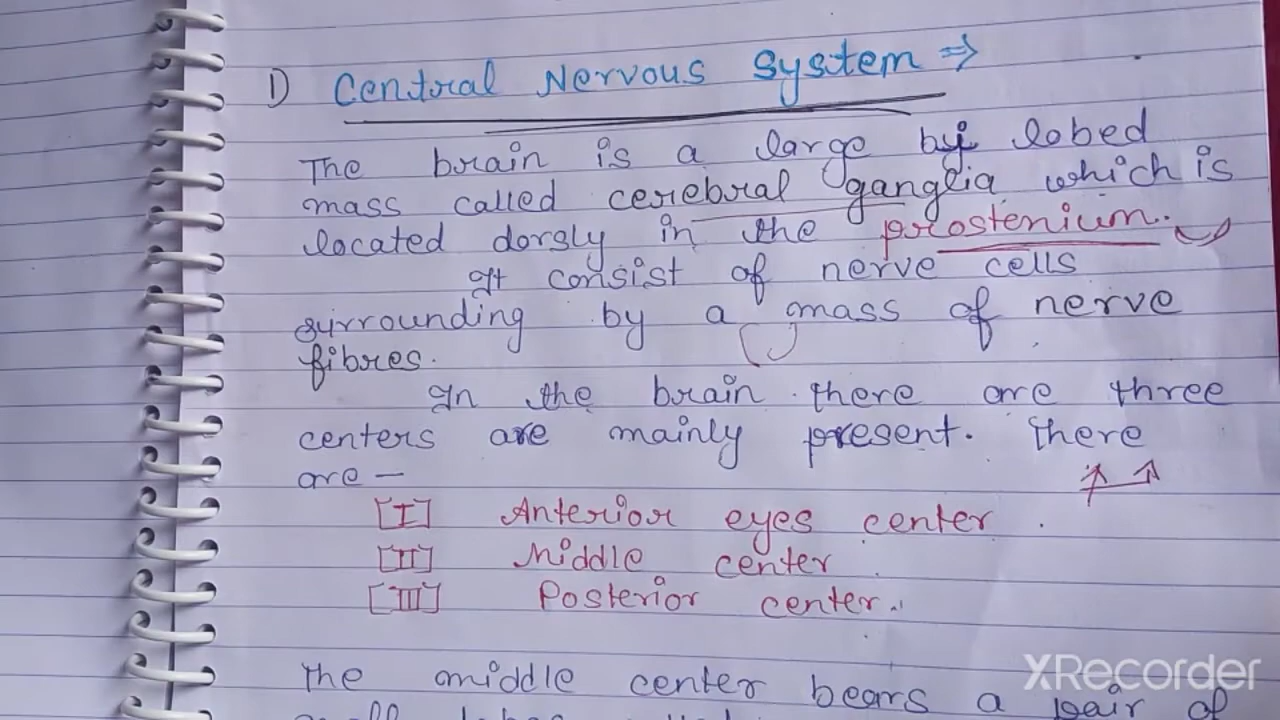 1) Central Nervous System ⇒
The brain is a large by lobed
mass called cerebral ganglia which is
located dorsly in the prostenium.
It consist of nerve cells
surrounding by a mass of nerve
fibres.
In the brain there are three
centers are mainly present. There
are —
[I] Anterior eyes center.
[II] Middle center.
[III] Posterior center.
The middle center bears a pair of
XRecorder